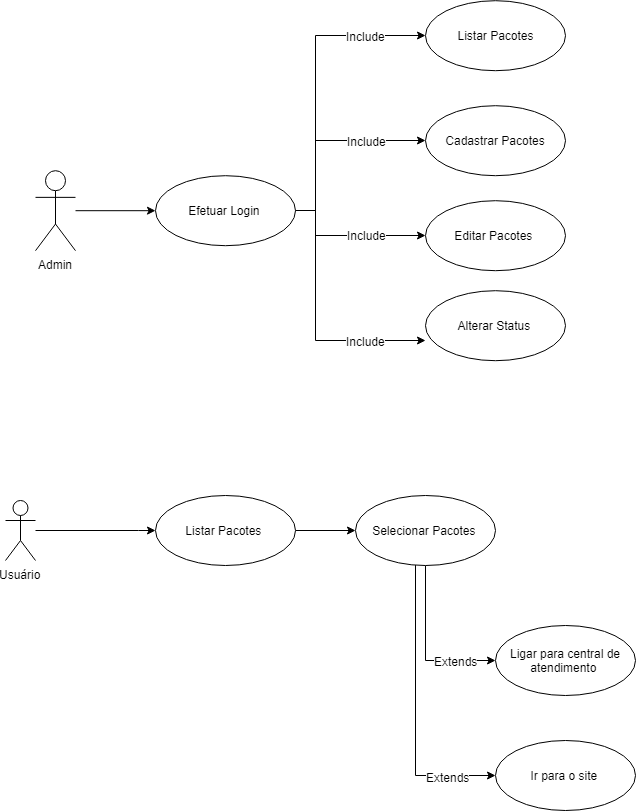 Include
Listar Pacotes
Include
Cadastrar Pacotes
Efetuar Login
Include
Editar Pacotes
Admin
Include
Alterar Status
Listar Pacotes
Selecionar Pacotes
Usuário
Extends
Ligar para central de
atendimento
Extends
Ir para o site